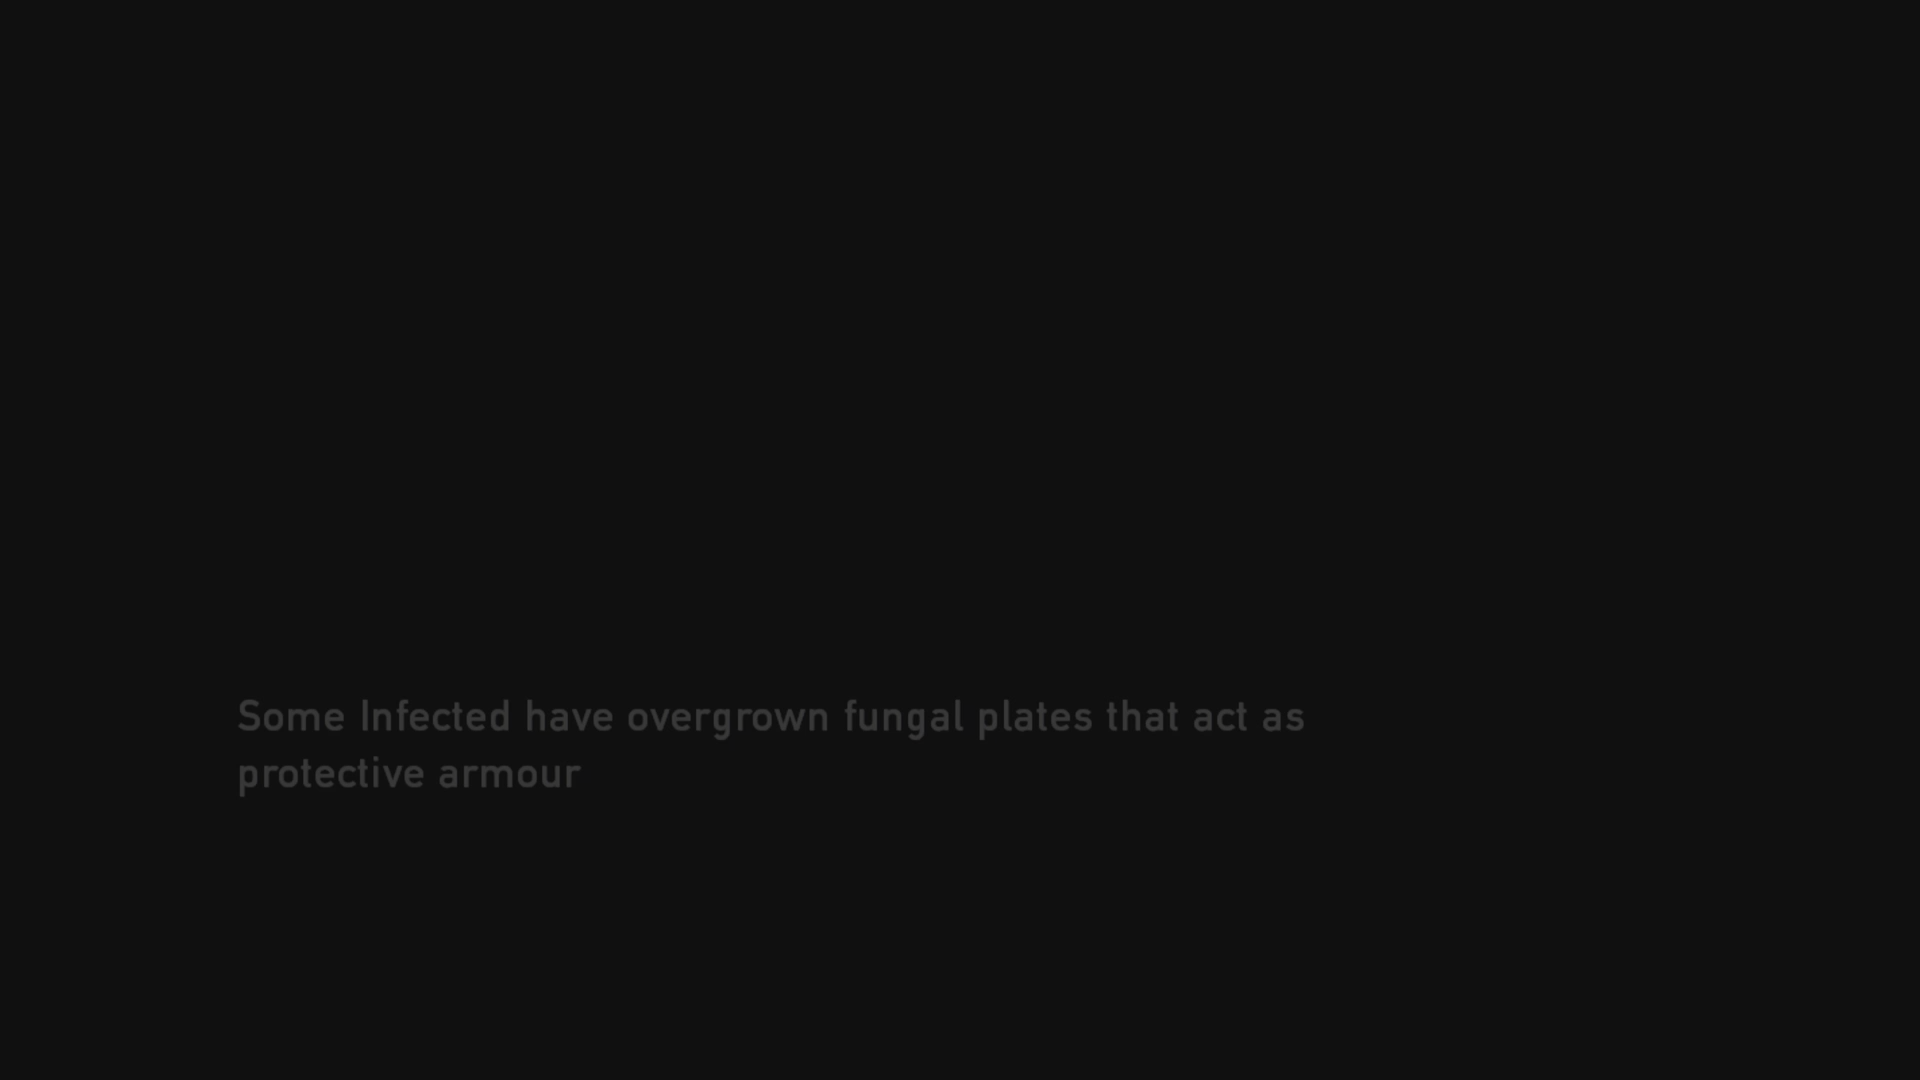 Some Infected have overgrown fungal plates that act as
protective armour